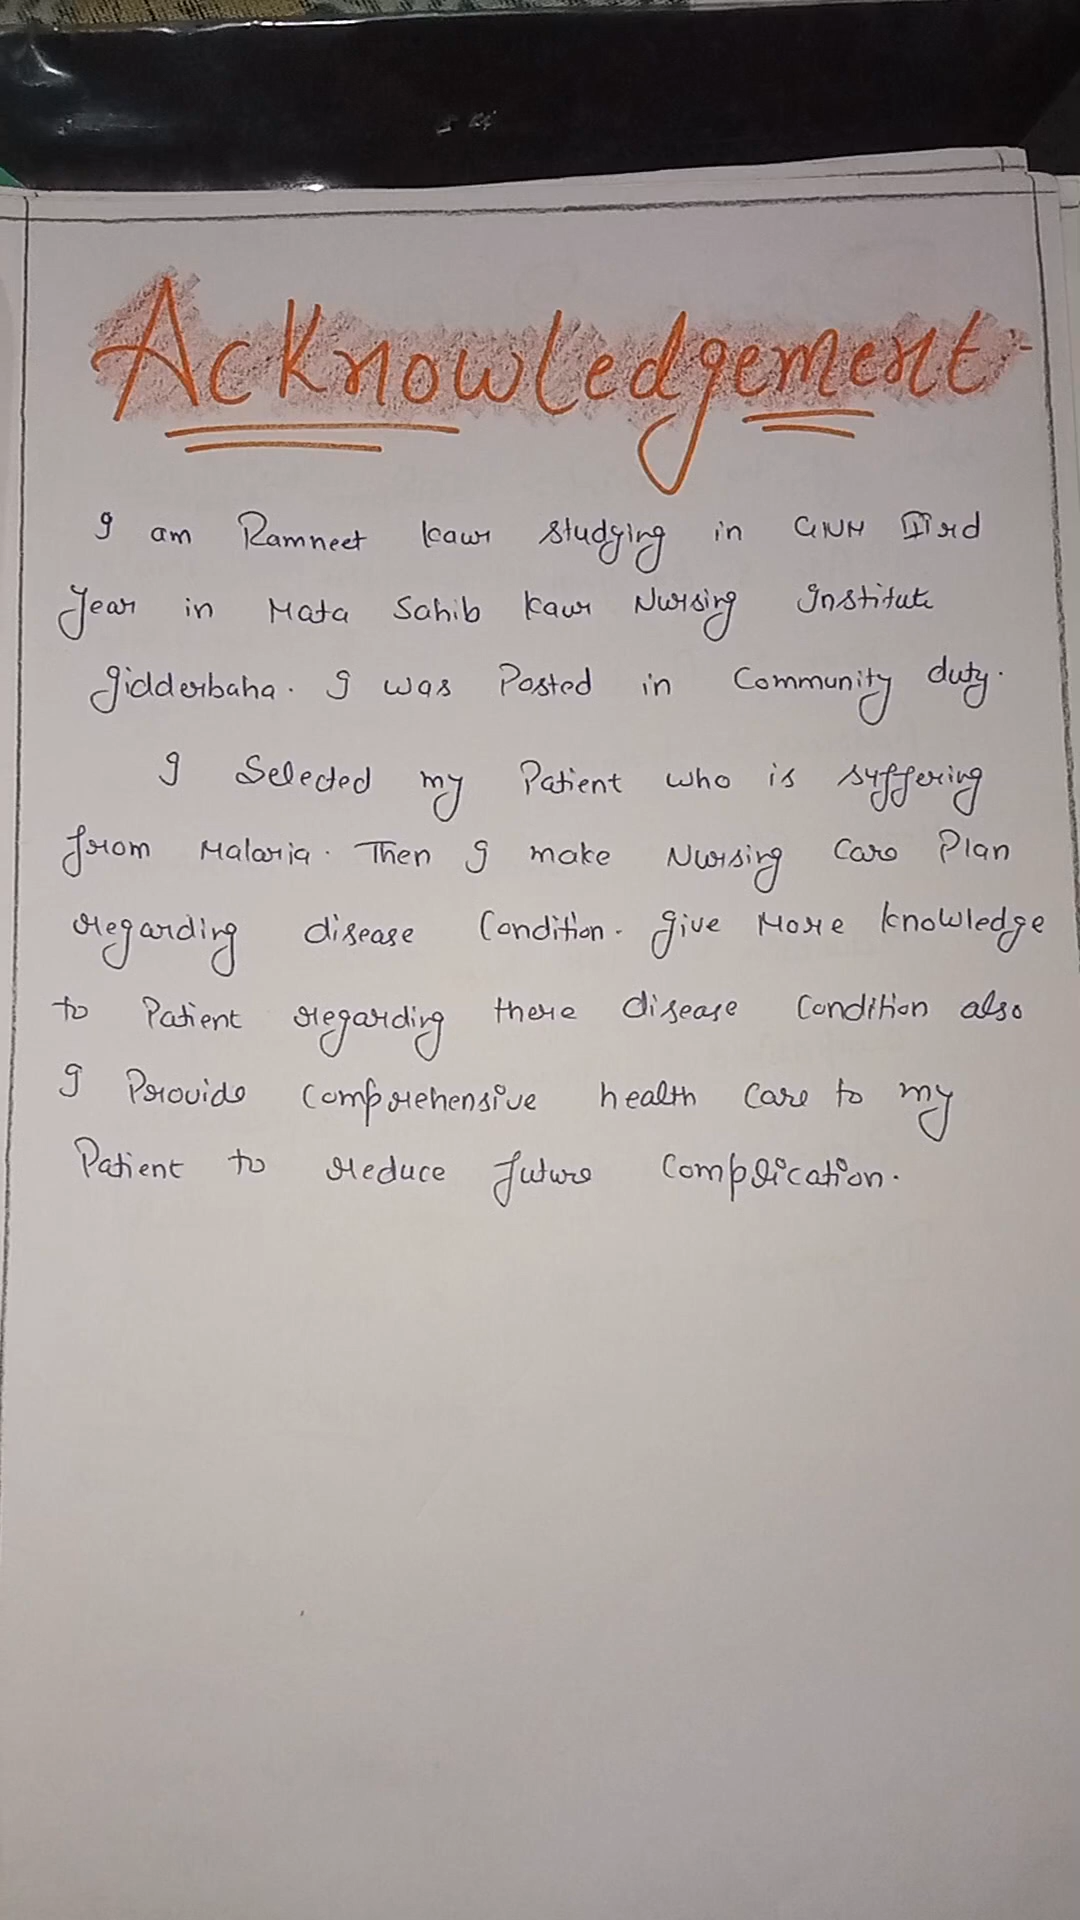 Acknowledgement:-
I am Ramneet Kaur studying in GNM IIrd
Year in Mata Sahib Kaur Nursing Institute
Gidderbaha. I was Posted in Community duty.
I Selected my Patient who is suffering
from Malaria. Then I make Nursing Care Plan
regarding disease Condition. Give More knowledge
to Patient regarding there disease Condition also
I Provide Comprehensive health Care to my
Patient to reduce future Complication.